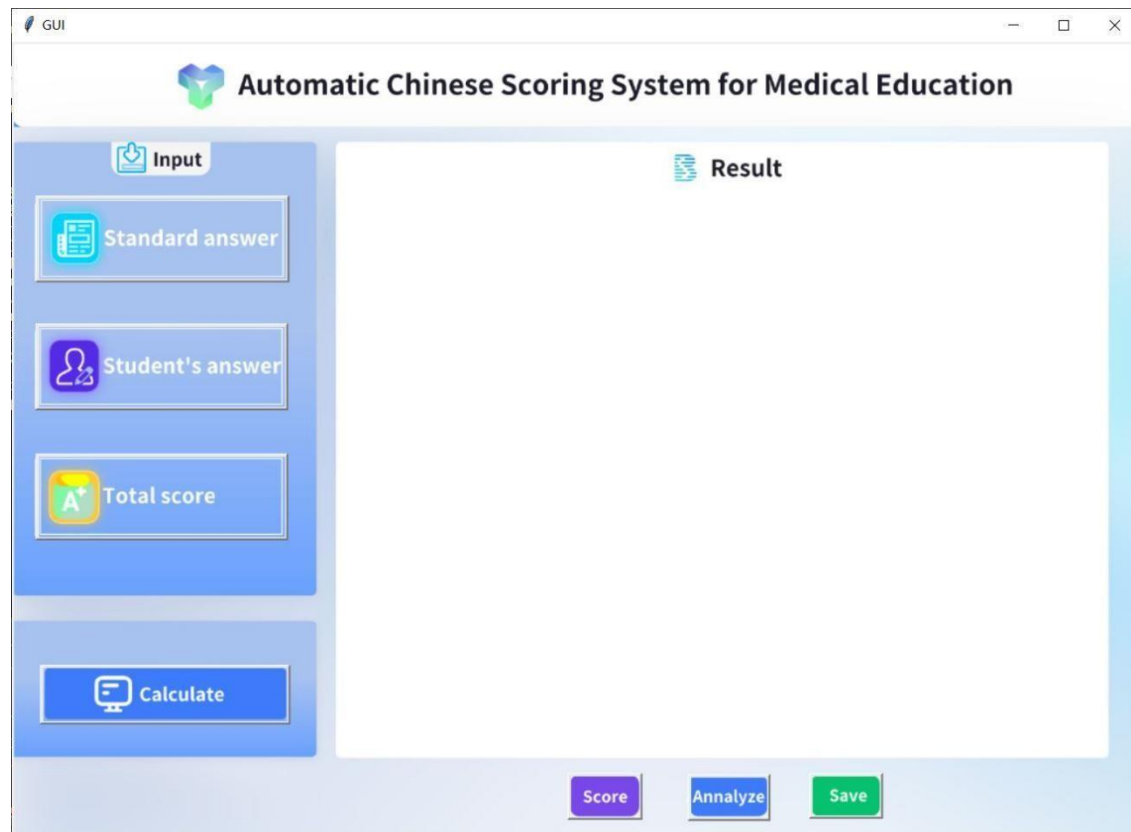 GUI
Automatic Chinese Scoring System for Medical Education
Input
Standard answer
Student's answer
A+
Total score
Calculate
Result
Score
Annalyze
Save